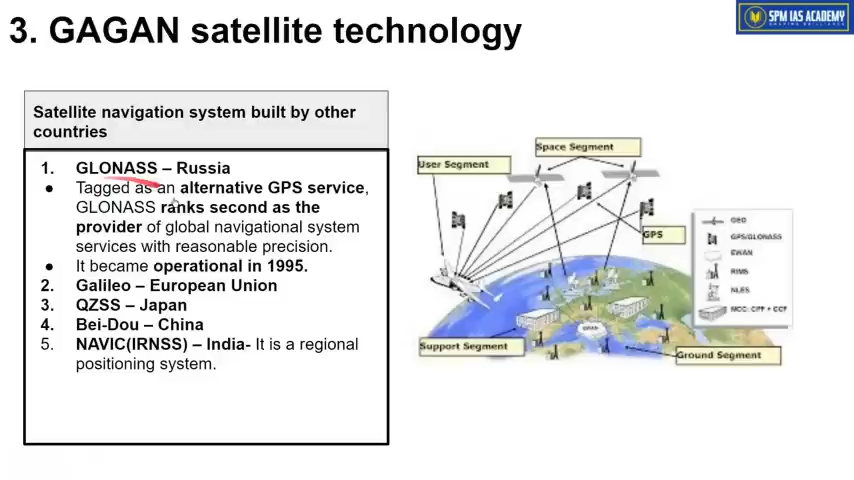 3. GAGAN satellite technology
SPM IAS ACADEMY
Satellite navigation system built by other
countries
1. GLONASS – Russia
● Tagged as an alternative GPS service,
GLONASS ranks second as the
provider of global navigational system
services with reasonable precision.
● It became operational in 1995.
2. Galileo – European Union
3. QZSS – Japan
4. Bei-Dou – China
5. NAVIC(IRNSS) – India- It is a regional
positioning system.
Space Segment
User Segment
GPS
Support Segment
Ground Segment
GEO
GPS/GLONASS
EWAN
RIMS
NLES
MCC: CPF + CCF
EWAN